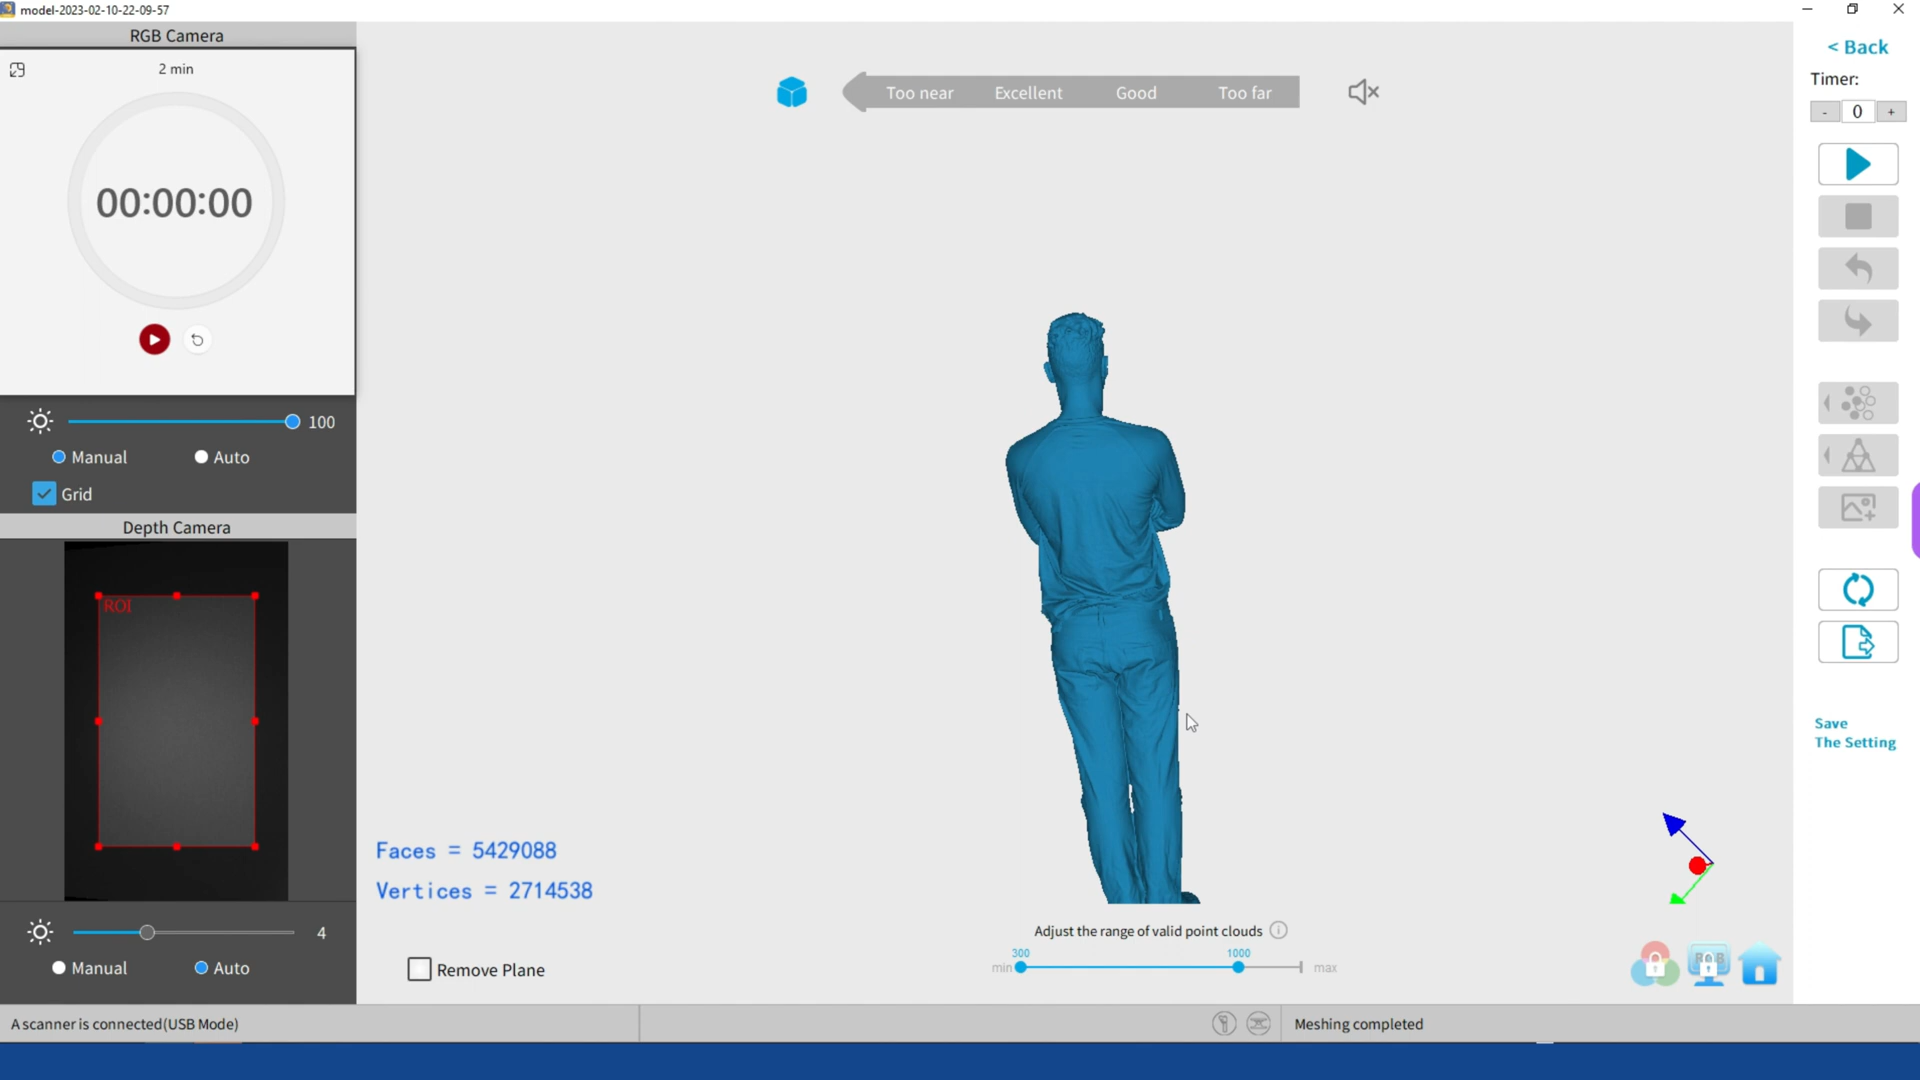 model-2023-02-10-22-09-57
RGB Camera
2 min
00:00:00
100
Manual
Auto
Grid
Depth Camera
ROI
4
Manual
Auto
Too near
Excellent
Good
Too far
Faces = 5429088
Vertices = 2714538
Remove Plane
Adjust the range of valid point clouds
300
1000
min
max
< Back
Timer:
- 0 +
Save
The Setting
RGB
A scanner is connected(USB Mode)
Meshing completed